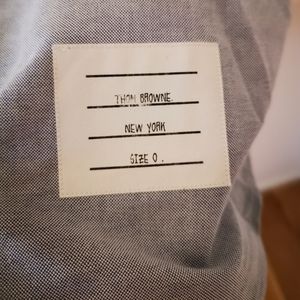 THOM BROWNE.
NEW YORK
SIZE 0 .